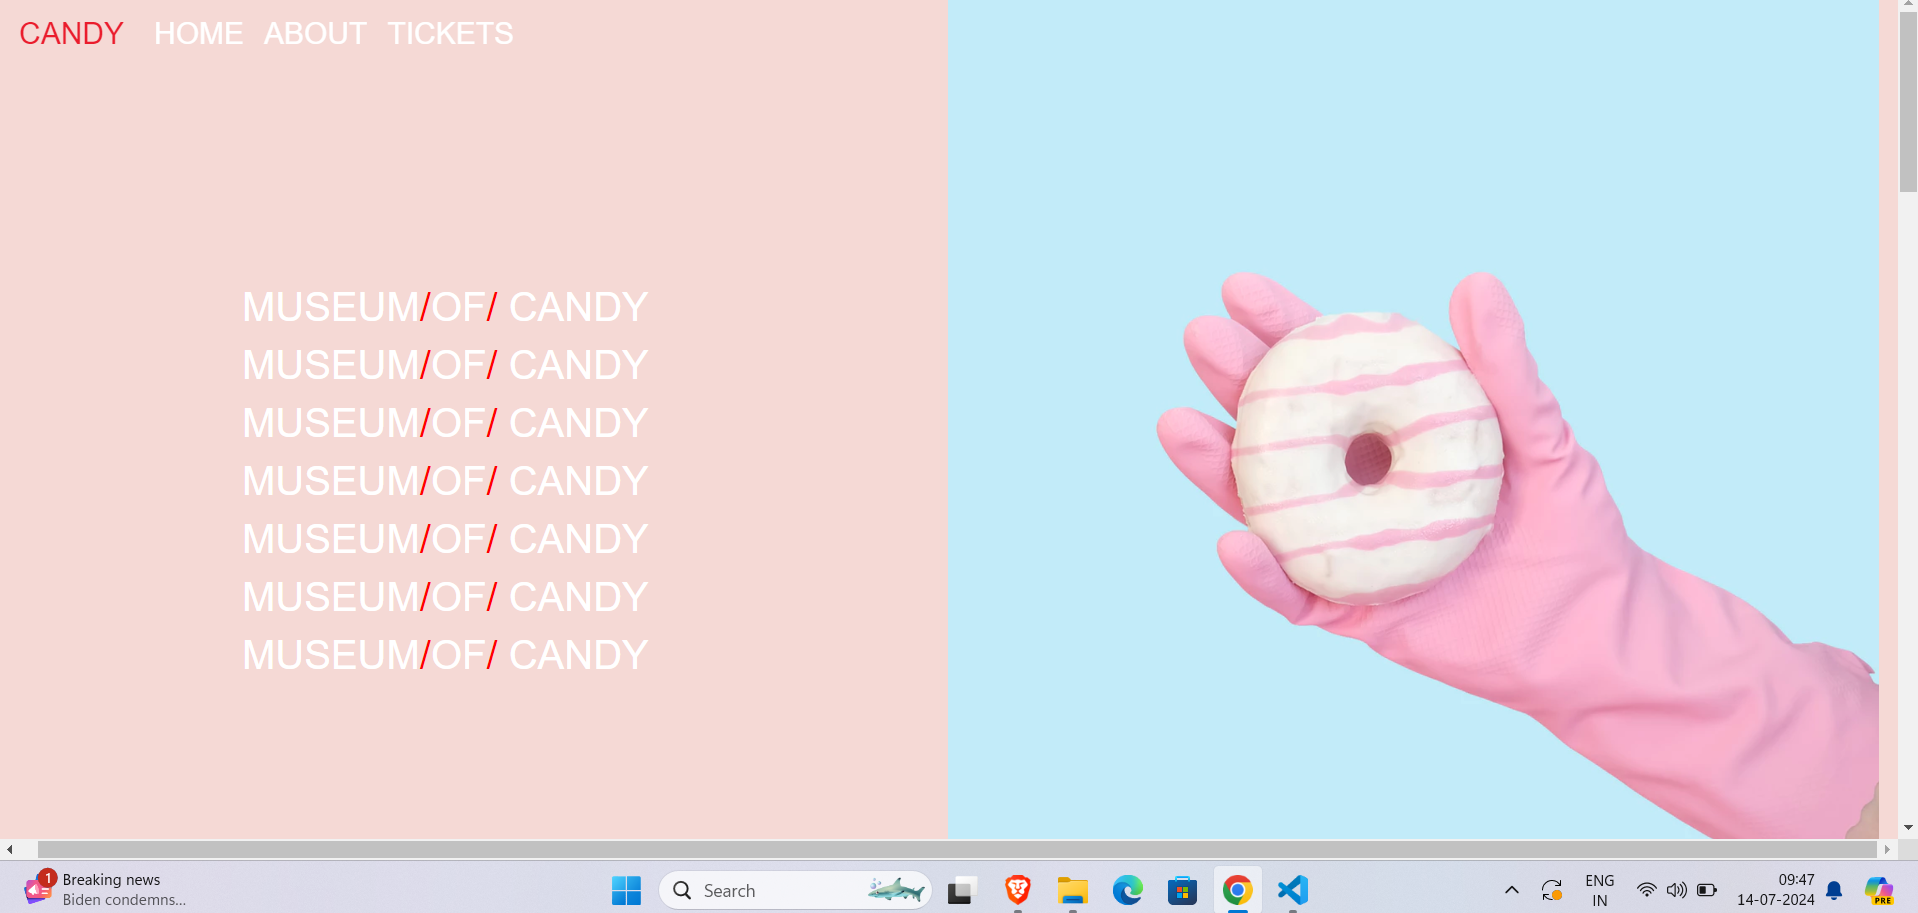 CANDY HOME ABOUT TICKETS
MUSEUM/OF/ CANDY
MUSEUM/OF/ CANDY
MUSEUM/OF/ CANDY
MUSEUM/OF/ CANDY
MUSEUM/OF/ CANDY
MUSEUM/OF/ CANDY
MUSEUM/OF/ CANDY
1
Breaking news
Biden condemns...
Search
ENG
IN
09:47
14-07-2024
PRE